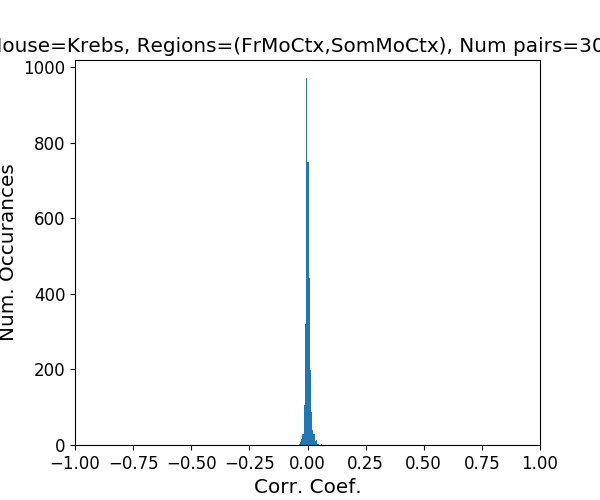 Mouse=Krebs, Regions=(FrMoCtx,SomMoCtx), Num pairs=30
1000
800
600
400
200
0
Num. Occurances
−1.00 −0.75 −0.50 −0.25 0.00 0.25 0.50 0.75 1.00
Corr. Coef.